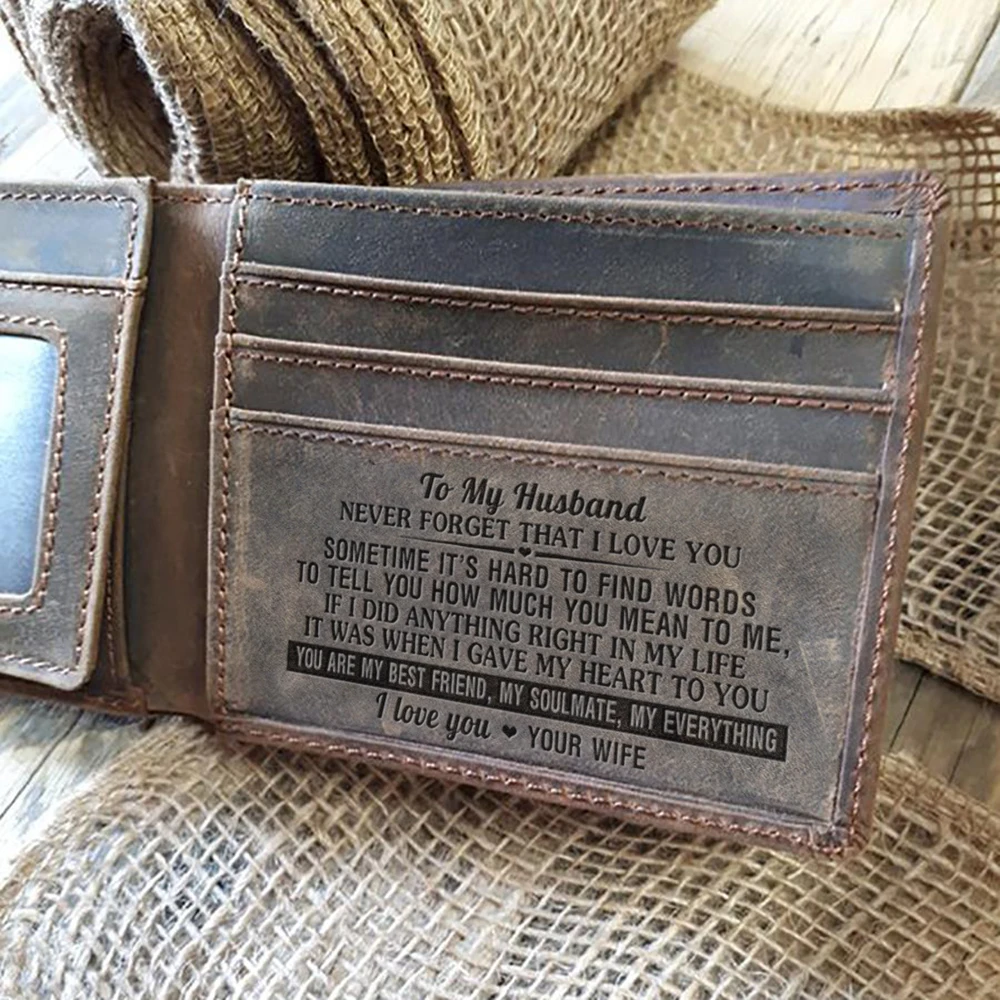 To My Husband
NEVER FORGET THAT I LOVE YOU
SOMETIME IT'S HARD TO FIND WORDS
TO TELL YOU HOW MUCH YOU MEAN TO ME,
IF I DID ANYTHING RIGHT IN MY LIFE
IT WAS WHEN I GAVE MY HEART TO YOU
YOU ARE MY BEST FRIEND, MY SOULMATE, MY EVERYTHING
I love you ♥ YOUR WIFE